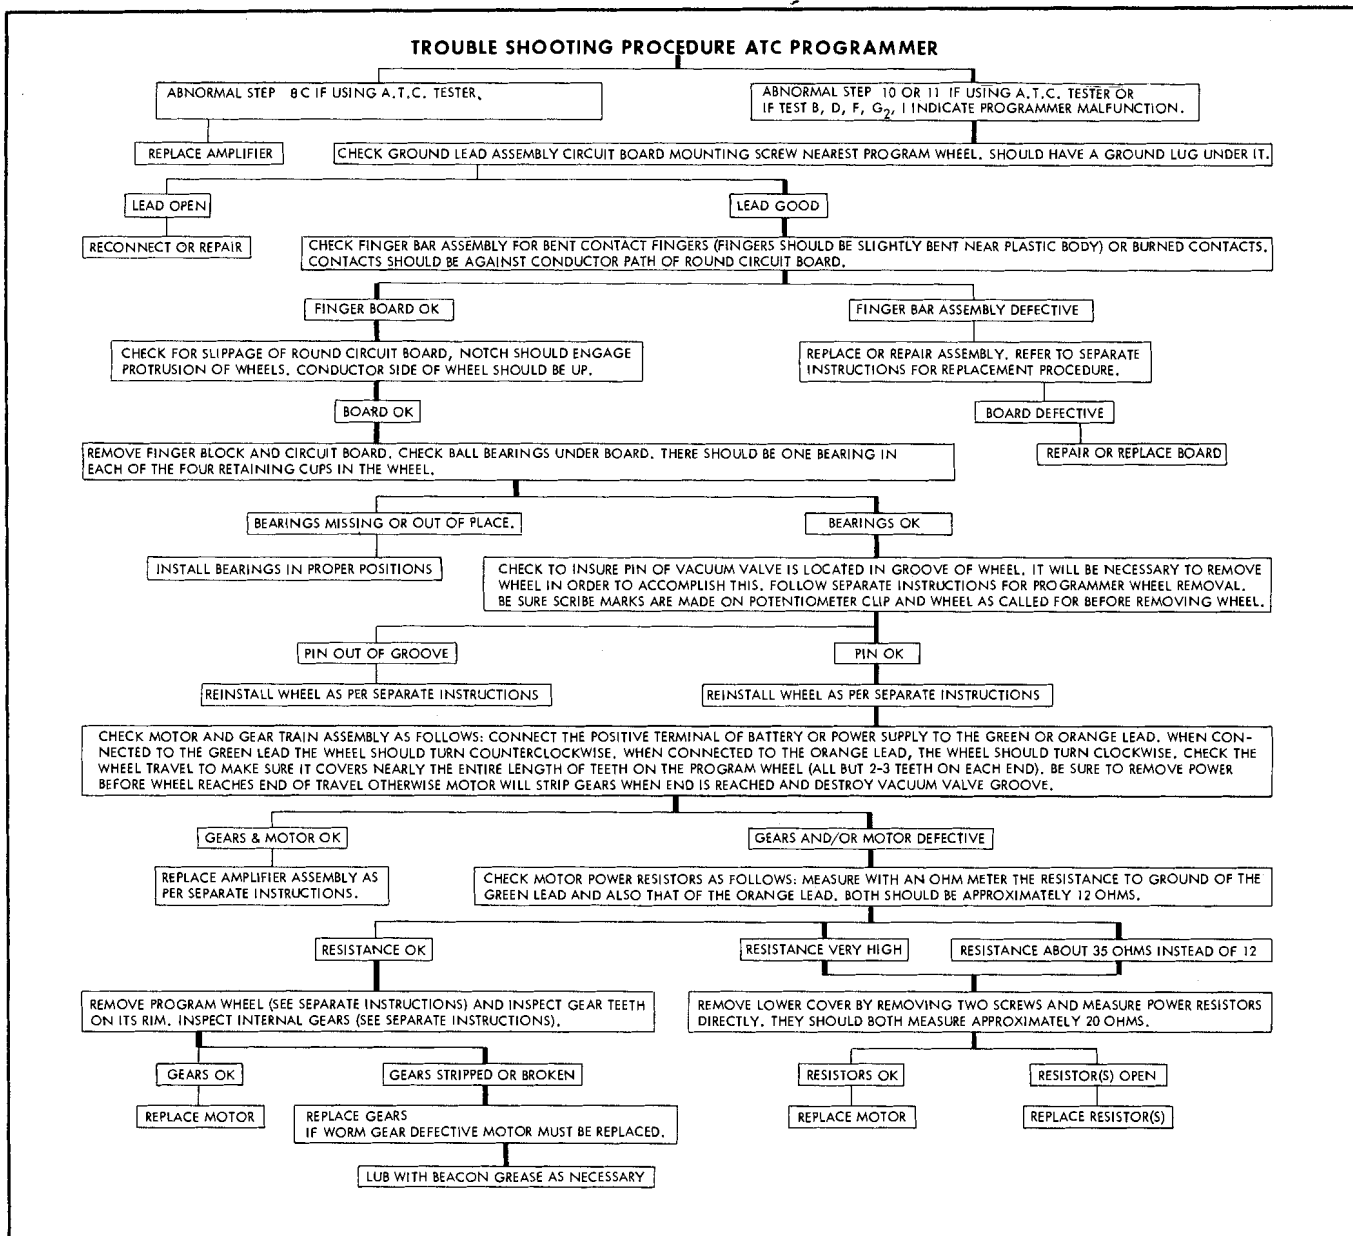 TROUBLE SHOOTING PROCEDURE ATC PROGRAMMER
ABNORMAL STEP 8C IF USING A.T.C. TESTER.
ABNORMAL STEP 10 OR 11 IF USING A.T.C. TESTER OR
IF TEST B, D, F, G2, I INDICATE PROGRAMMER MALFUNCTION.
REPLACE AMPLIFIER
CHECK GROUND LEAD ASSEMBLY CIRCUIT BOARD MOUNTING SCREW NEAREST PROGRAM WHEEL. SHOULD HAVE A GROUND LUG UNDER IT.
LEAD OPEN
LEAD GOOD
RECONNECT OR REPAIR
CHECK FINGER BAR ASSEMBLY FOR BENT CONTACT FINGERS (FINGERS SHOULD BE SLIGHTLY BENT NEAR PLASTIC BODY) OR BURNED CONTACTS.
CONTACTS SHOULD BE AGAINST CONDUCTOR PATH OF ROUND CIRCUIT BOARD.
FINGER BOARD OK
FINGER BAR ASSEMBLY DEFECTIVE
CHECK FOR SLIPPAGE OF ROUND CIRCUIT BOARD, NOTCH SHOULD ENGAGE
PROTRUSION OF WHEELS. CONDUCTOR SIDE OF WHEEL SHOULD BE UP.
REPLACE OR REPAIR ASSEMBLY. REFER TO SEPARATE
INSTRUCTIONS FOR REPLACEMENT PROCEDURE.
BOARD OK
BOARD DEFECTIVE
REMOVE FINGER BLOCK AND CIRCUIT BOARD. CHECK BALL BEARINGS UNDER BOARD. THERE SHOULD BE ONE BEARING IN
EACH OF THE FOUR RETAINING CUPS IN THE WHEEL.
REPAIR OR REPLACE BOARD
BEARINGS MISSING OR OUT OF PLACE.
BEARINGS OK
INSTALL BEARINGS IN PROPER POSITIONS
CHECK TO INSURE PIN OF VACUUM VALVE IS LOCATED IN GROOVE OF WHEEL. IT WILL BE NECESSARY TO REMOVE
WHEEL IN ORDER TO ACCOMPLISH THIS. FOLLOW SEPARATE INSTRUCTIONS FOR PROGRAMMER WHEEL REMOVAL.
BE SURE SCRIBE MARKS ARE MADE ON POTENTIOMETER CLIP AND WHEEL AS CALLED FOR BEFORE REMOVING WHEEL.
PIN OUT OF GROOVE
PIN OK
REINSTALL WHEEL AS PER SEPARATE INSTRUCTIONS
REINSTALL WHEEL AS PER SEPARATE INSTRUCTIONS
CHECK MOTOR AND GEAR TRAIN ASSEMBLY AS FOLLOWS: CONNECT THE POSITIVE TERMINAL OF BATTERY OR POWER SUPPLY TO THE GREEN OR ORANGE LEAD. WHEN CON-
NECTED TO THE GREEN LEAD THE WHEEL SHOULD TURN COUNTERCLOCKWISE. WHEN CONNECTED TO THE ORANGE LEAD, THE WHEEL SHOULD TURN CLOCKWISE. CHECK THE
WHEEL TRAVEL TO MAKE SURE IT COVERS NEARLY THE ENTIRE LENGTH OF TEETH ON THE PROGRAM WHEEL (ALL BUT 2-3 TEETH ON EACH END). BE SURE TO REMOVE POWER
BEFORE WHEEL REACHES END OF TRAVEL OTHERWISE MOTOR WILL STRIP GEARS WHEN END IS REACHED AND DESTROY VACUUM VALVE GROOVE.
GEARS & MOTOR OK
GEARS AND/OR MOTOR DEFECTIVE
REPLACE AMPLIFIER ASSEMBLY AS
PER SEPARATE INSTRUCTIONS.
CHECK MOTOR POWER RESISTORS AS FOLLOWS: MEASURE WITH AN OHM METER THE RESISTANCE TO GROUND OF THE
GREEN LEAD AND ALSO THAT OF THE ORANGE LEAD. BOTH SHOULD BE APPROXIMATELY 12 OHMS.
RESISTANCE OK
RESISTANCE VERY HIGH
RESISTANCE ABOUT 35 OHMS INSTEAD OF 12
REMOVE PROGRAM WHEEL (SEE SEPARATE INSTRUCTIONS) AND INSPECT GEAR TEETH
ON ITS RIM. INSPECT INTERNAL GEARS (SEE SEPARATE INSTRUCTIONS).
REMOVE LOWER COVER BY REMOVING TWO SCREWS AND MEASURE POWER RESISTORS
DIRECTLY. THEY SHOULD BOTH MEASURE APPROXIMATELY 20 OHMS.
GEARS OK
GEARS STRIPPED OR BROKEN
RESISTORS OK
RESISTOR(S) OPEN
REPLACE MOTOR
REPLACE GEARS
IF WORM GEAR DEFECTIVE MOTOR MUST BE REPLACED.
REPLACE MOTOR
REPLACE RESISTOR(S)
LUB WITH BEACON GREASE AS NECESSARY